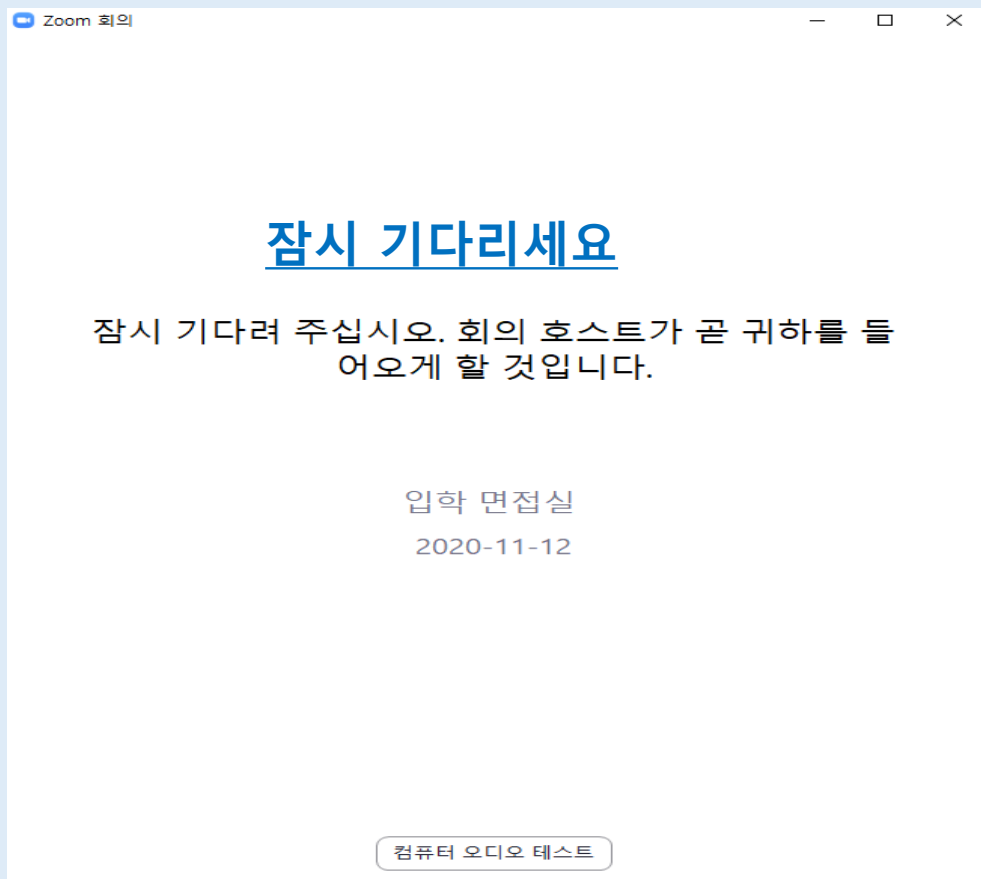 Zoom 회의
잠시 기다리세요
잠시 기다려 주십시오. 회의 호스트가 곧 귀하를 들
어오게 할 것입니다.
입학 면접실
2020-11-12
컴퓨터 오디오 테스트